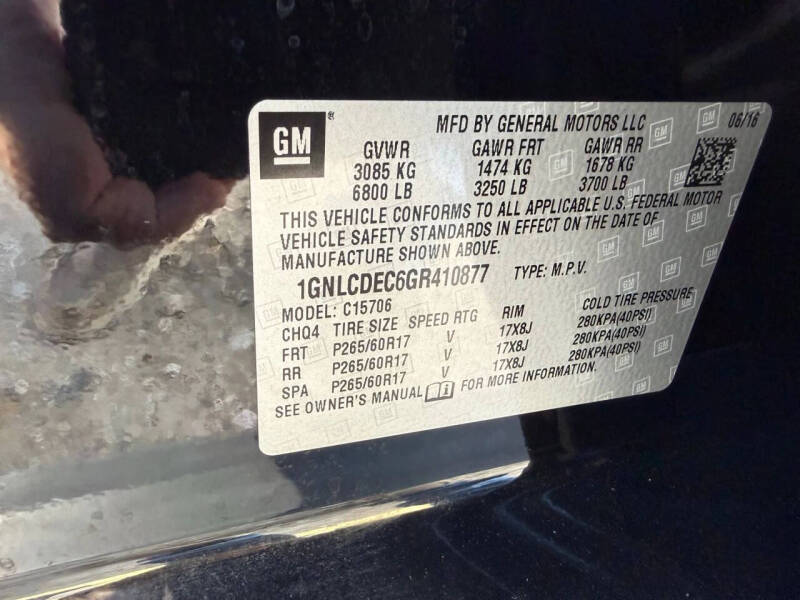 GM ®
MFD BY GENERAL MOTORS LLC 06/16
GVWR GAWR FRT GAWR RR
3085 KG 1474 KG 1678 KG
6800 LB 3250 LB 3700 LB
THIS VEHICLE CONFORMS TO ALL APPLICABLE U.S. FEDERAL MOTOR
VEHICLE SAFETY STANDARDS IN EFFECT ON THE DATE OF
MANUFACTURE SHOWN ABOVE.
1GNLCDEC6GR410877 TYPE: M.P.V.
MODEL: C15706
CHQ4 TIRE SIZE SPEED RTG RIM COLD TIRE PRESSURE
FRT P265/60R17 V 17X8J 280KPA(40PSI)
RR P265/60R17 V 17X8J 280KPA(40PSI)
SPA P265/60R17 V 17X8J 280KPA(40PSI)
SEE OWNER'S MANUAL i FOR MORE INFORMATION.